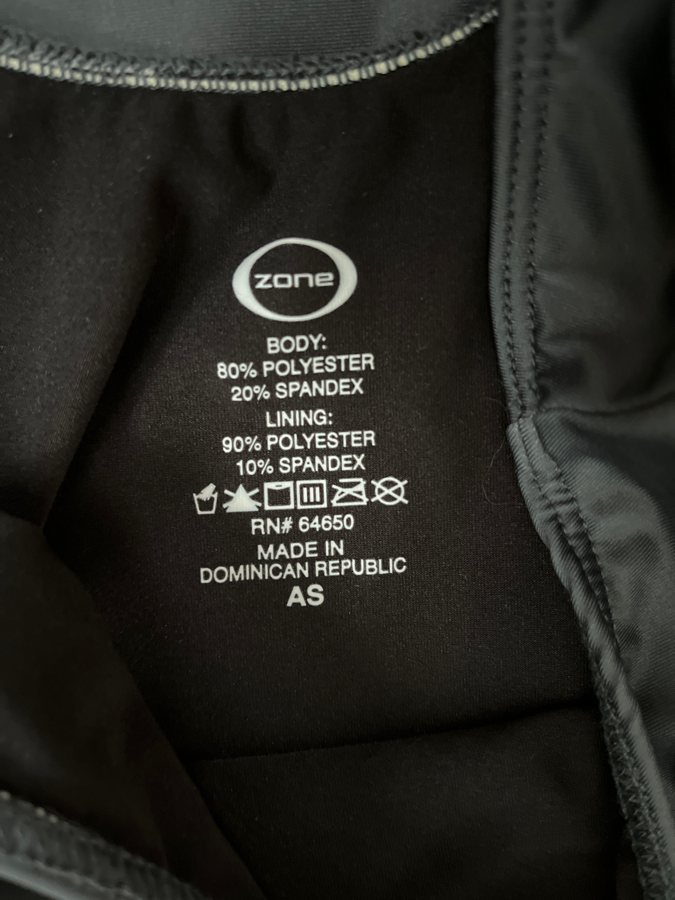 zone
BODY:
80% POLYESTER
20% SPANDEX
LINING:
90% POLYESTER
10% SPANDEX
RN# 64650
MADE IN
DOMINICAN REPUBLIC
AS